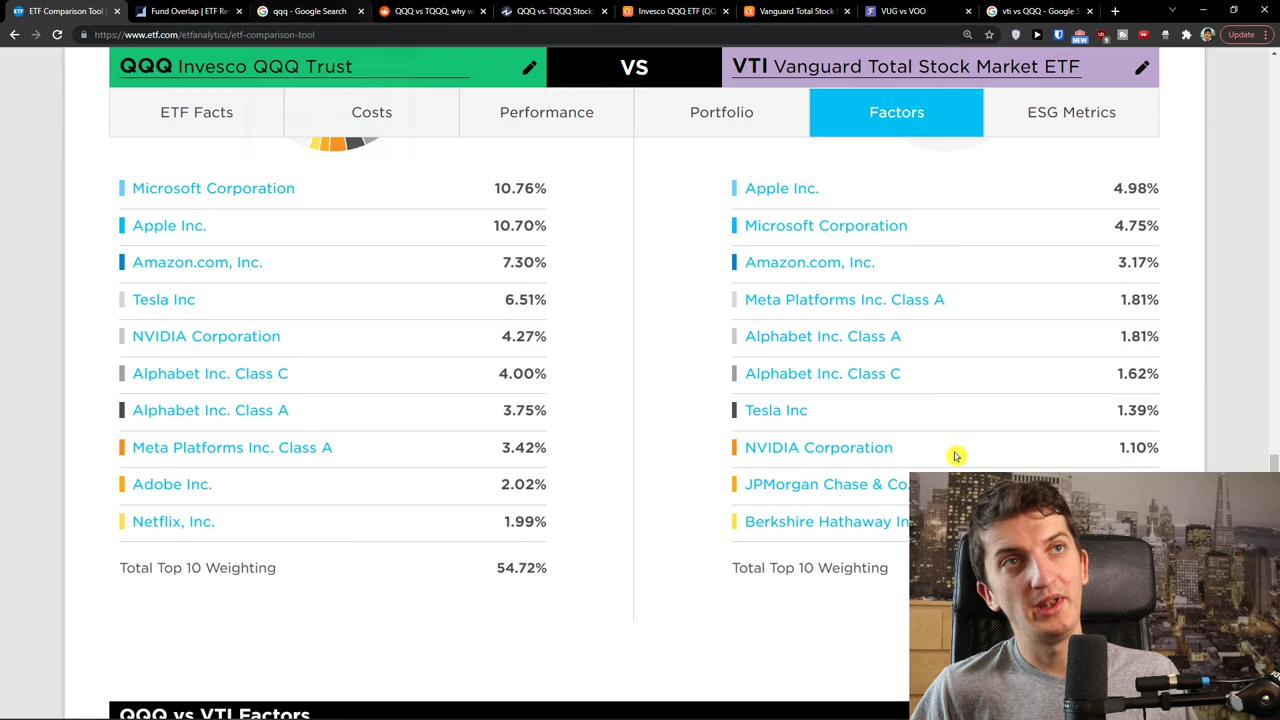 ETF Comparison Tool |
Fund Overlap | ETF Re
qqq - Google Search
QQQ vs TQQQ, why w
QQQ vs. TQQQ Stock
Invesco QQQ ETF (QQ
Vanguard Total Stock
VUG vs VOO
vti vs QQQ - Google S
https://www.etf.com/etfanalytics/etf-comparison-tool
NEW
9
Update
QQQ Invesco QQQ Trust
VS
VTI Vanguard Total Stock Market ETF
ETF Facts
Costs
Performance
Portfolio
Factors
ESG Metrics
Microsoft Corporation 10.76%
Apple Inc. 10.70%
Amazon.com, Inc. 7.30%
Tesla Inc 6.51%
NVIDIA Corporation 4.27%
Alphabet Inc. Class C 4.00%
Alphabet Inc. Class A 3.75%
Meta Platforms Inc. Class A 3.42%
Adobe Inc. 2.02%
Netflix, Inc. 1.99%
Total Top 10 Weighting 54.72%
Apple Inc. 4.98%
Microsoft Corporation 4.75%
Amazon.com, Inc. 3.17%
Meta Platforms Inc. Class A 1.81%
Alphabet Inc. Class A 1.81%
Alphabet Inc. Class C 1.62%
Tesla Inc 1.39%
NVIDIA Corporation 1.10%
JPMorgan Chase & Co.
Berkshire Hathaway In
Total Top 10 Weighting
QQQ vs VTI Factors